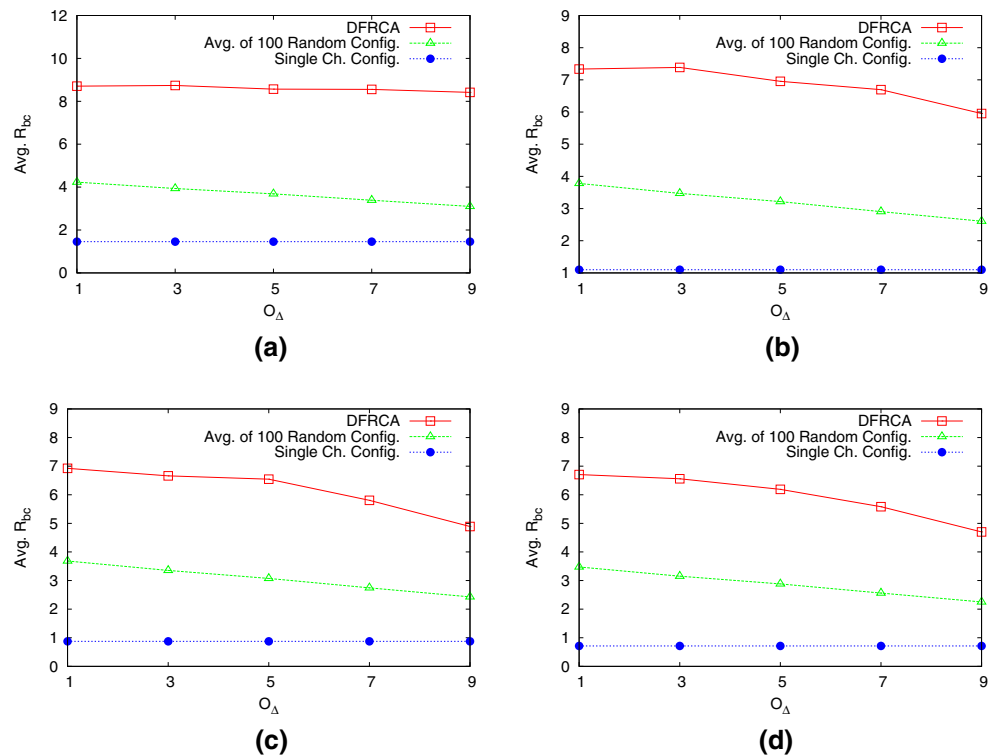 12
10
8
6
4
2
0
Avg. R_bc
DFRCA
Avg. of 100 Random Config.
Single Ch. Config.
1 3 5 7 9
O_Δ
(a)
9
8
7
6
5
4
3
2
1
Avg. R_bc
DFRCA
Avg. of 100 Random Config.
Single Ch. Config.
1 3 5 7 9
O_Δ
(b)
9
8
7
6
5
4
3
2
1
0
Avg. R_bc
DFRCA
Avg. of 100 Random Config.
Single Ch. Config.
1 3 5 7 9
O_Δ
(c)
9
8
7
6
5
4
3
2
1
0
Avg. R_bc
DFRCA
Avg. of 100 Random Config.
Single Ch. Config.
1 3 5 7 9
O_Δ
(d)